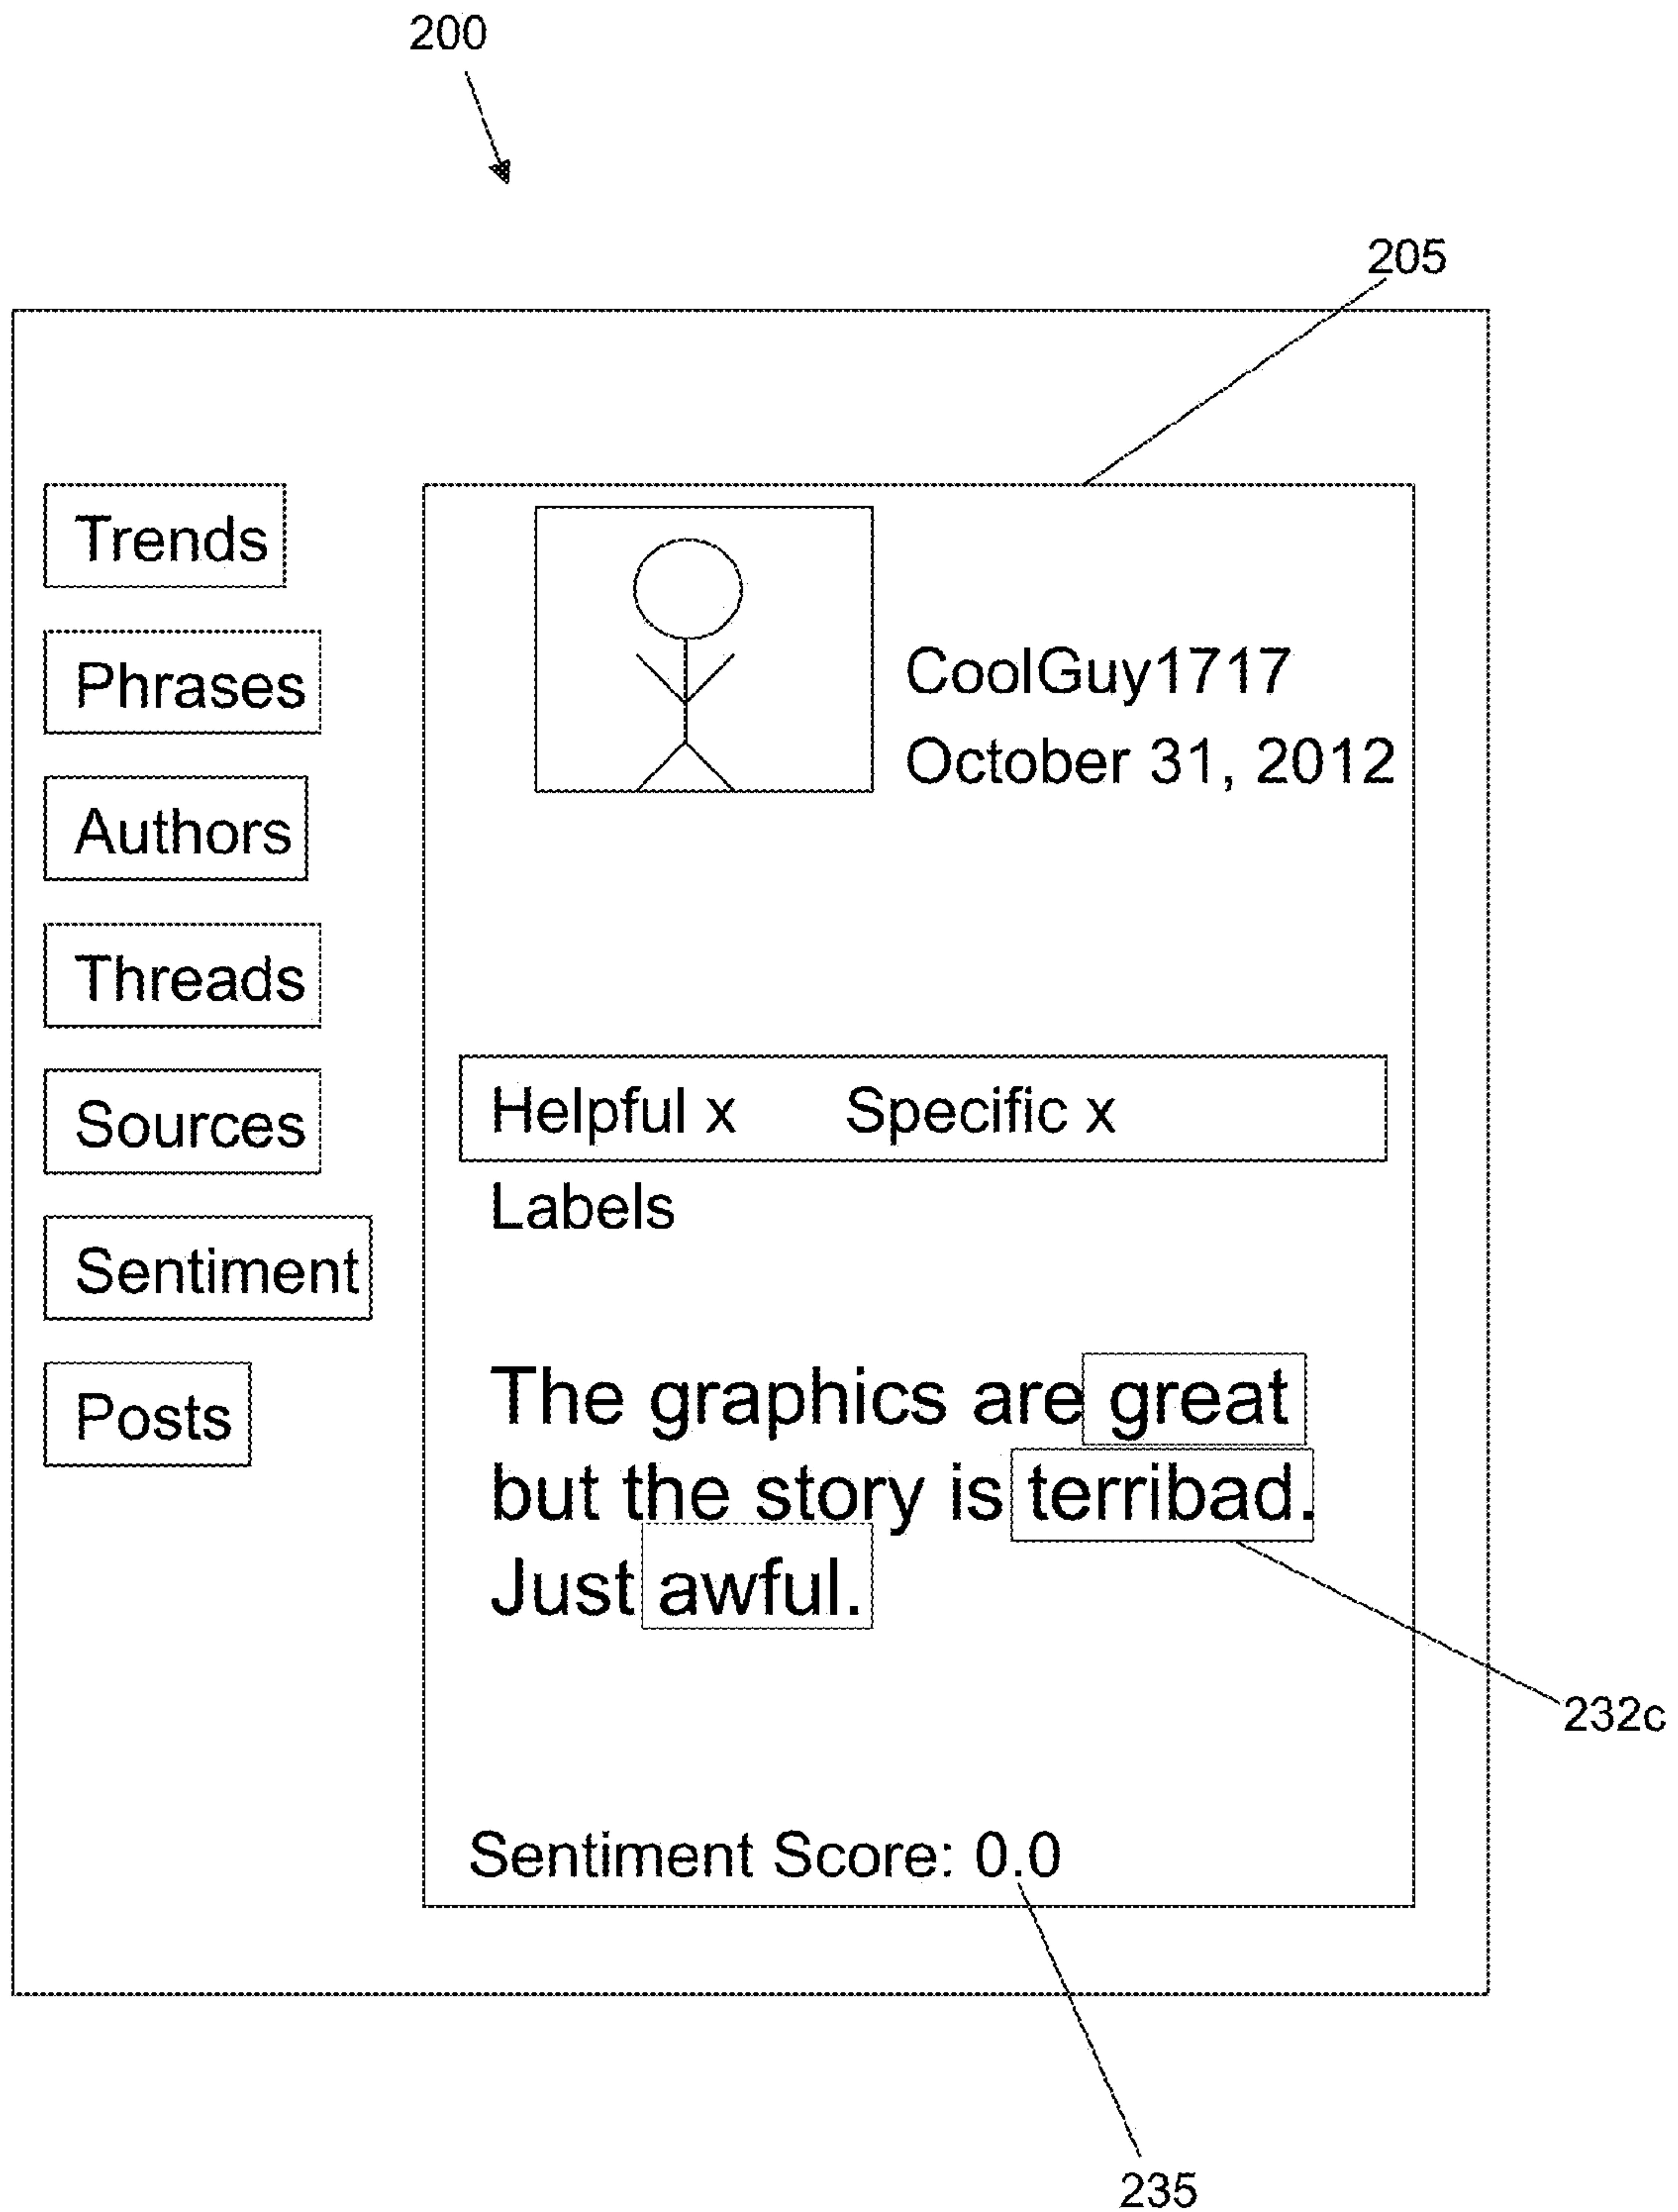 200
205
Trends
Phrases
Authors
Threads
Sources
Sentiment
Posts
CoolGuy1717
October 31, 2012
Helpful x Specific x
Labels
The graphics are great
but the story is terribad.
Just awful.
232c
Sentiment Score: 0.0
235